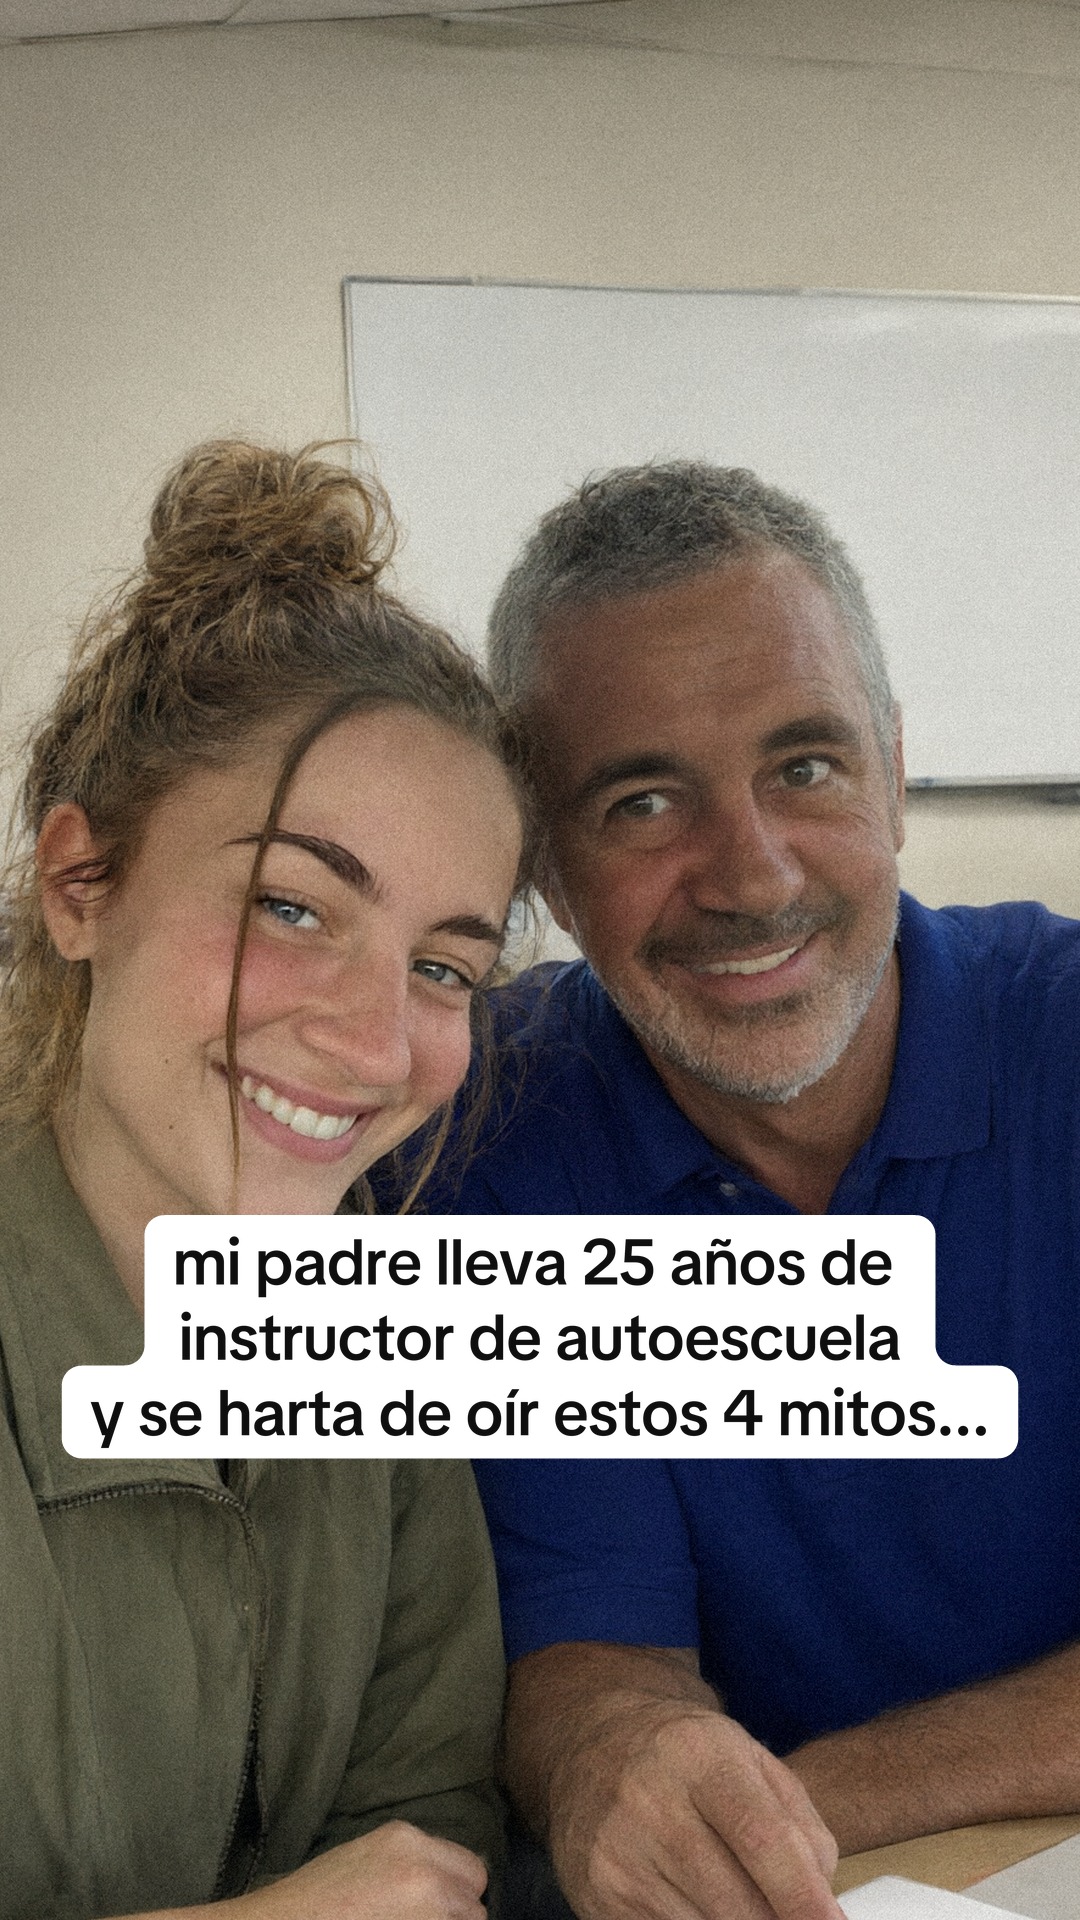 mi padre lleva 25 años de
instructor de autoescuela
y se harta de oír estos 4 mitos...